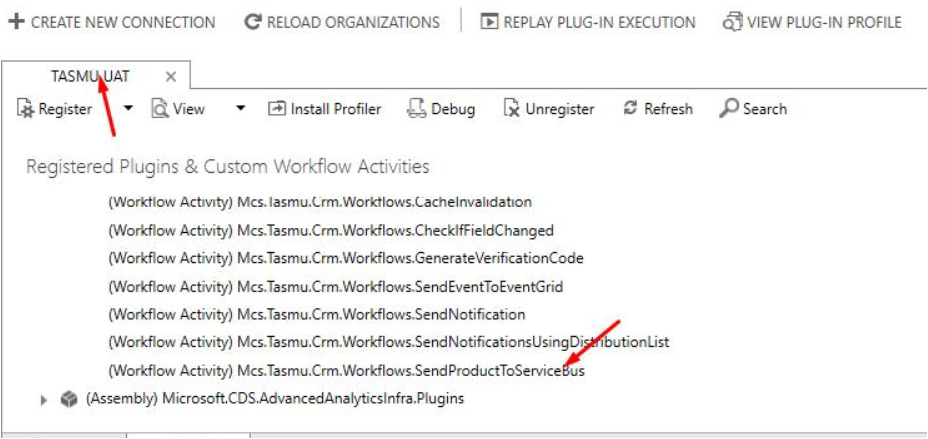 CREATE NEW CONNECTION RELOAD ORGANIZATIONS REPLAY PLUG-IN EXECUTION VIEW PLUG-IN PROFILE
TASMU.UAT
Register View Install Profiler Debug Unregister Refresh Search
Registered Plugins & Custom Workflow Activities
(Workflow Activity) Mcs.Tasmu.Crm.Workflows.CacheInvalidation
(Workflow Activity) Mcs.Tasmu.Crm.Workflows.CheckIfFieldChanged
(Workflow Activity) Mcs.Tasmu.Crm.Workflows.GenerateVerificationCode
(Workflow Activity) Mcs.Tasmu.Crm.Workflows.SendEventToEventGrid
(Workflow Activity) Mcs.Tasmu.Crm.Workflows.SendNotification
(Workflow Activity) Mcs.Tasmu.Crm.Workflows.SendNotificationsUsingDistributionList
(Workflow Activity) Mcs.Tasmu.Crm.Workflows.SendProductToServiceBus
(Assembly) Microsoft.CDS.AdvancedAnalyticsInfra.Plugins